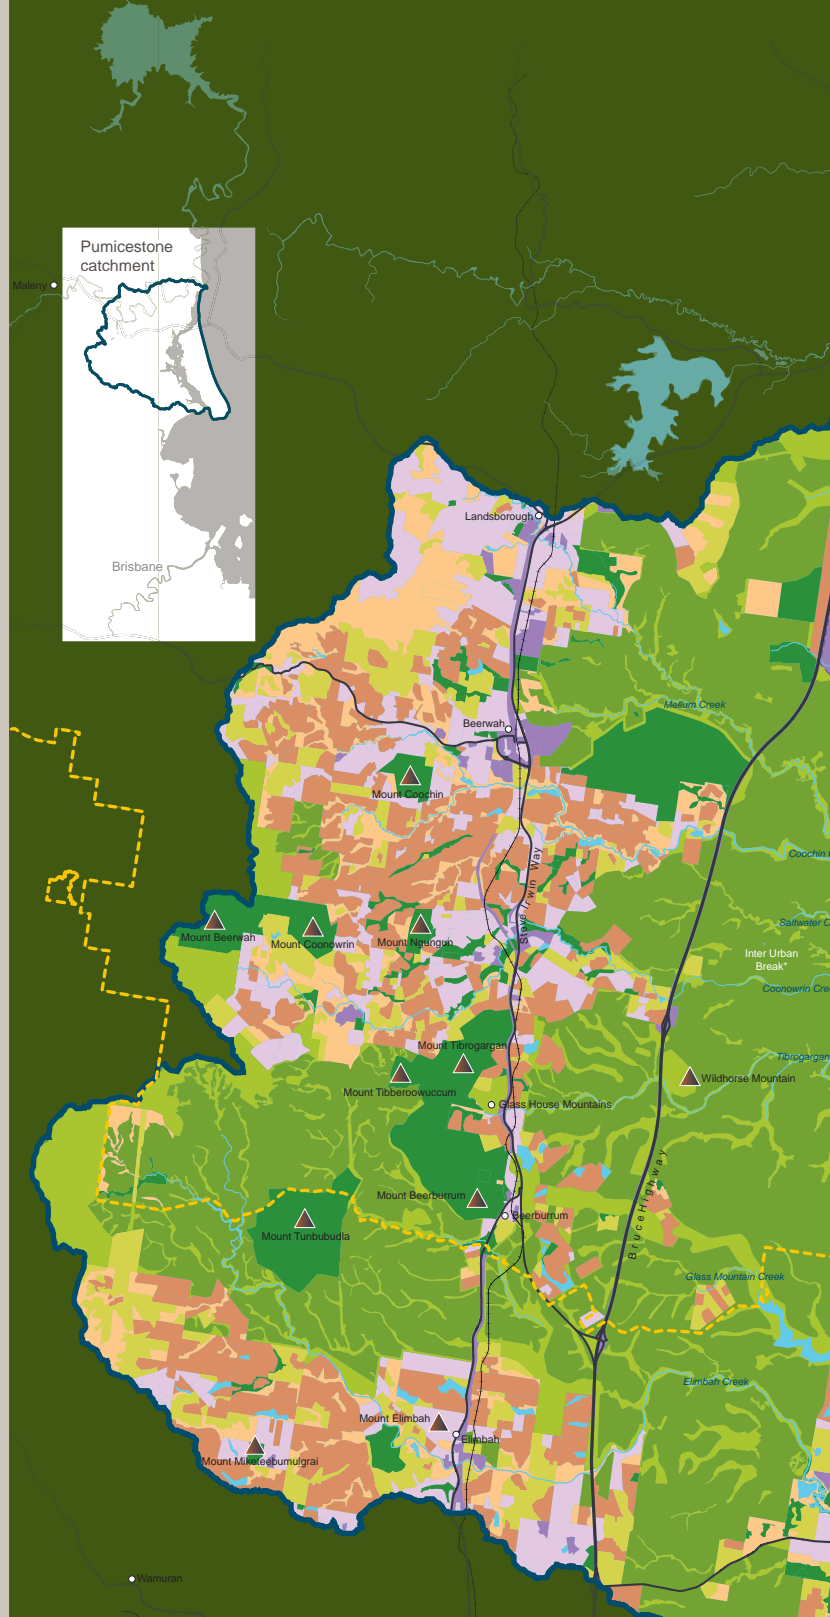 Pumicestone
catchment
Maleny
Brisbane
Landsborough
Mellum Creek
Beerwah
Mount Coochin
Coochin
Steve Irwin Way
Mount Beerwah
Mount Coonowrin
Mount Ngungun
Saltwater C
Inter Urban
Break*
Coonowrin Cre
Mount Tibrogargan
Tibrogargan
Mount Tibberoowuccum
Wildhorse Mountain
Glass House Mountains
Bruce Highway
Mount Beerburrum
Beerburrum
Mount Tunbubudla
Glass Mountain Creek
Elimbah Creek
Mount Elimbah
Elimbah
Mount Miketeebumulgrai
Wamuran